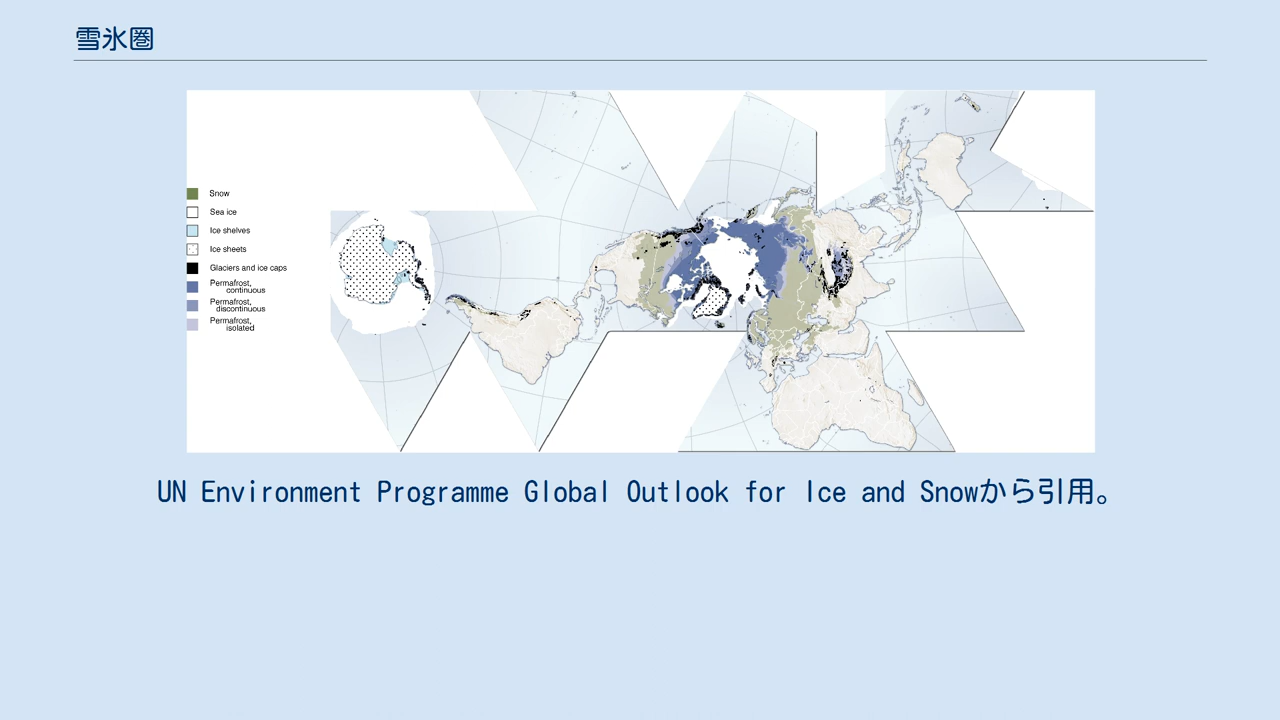 雪氷圏
Snow
Sea ice
Ice shelves
Ice sheets
Glaciers and ice caps
Permafrost,
continuous
Permafrost,
discontinuous
Permafrost,
isolated
UN Environment Programme Global Outlook for Ice and Snowから引用。